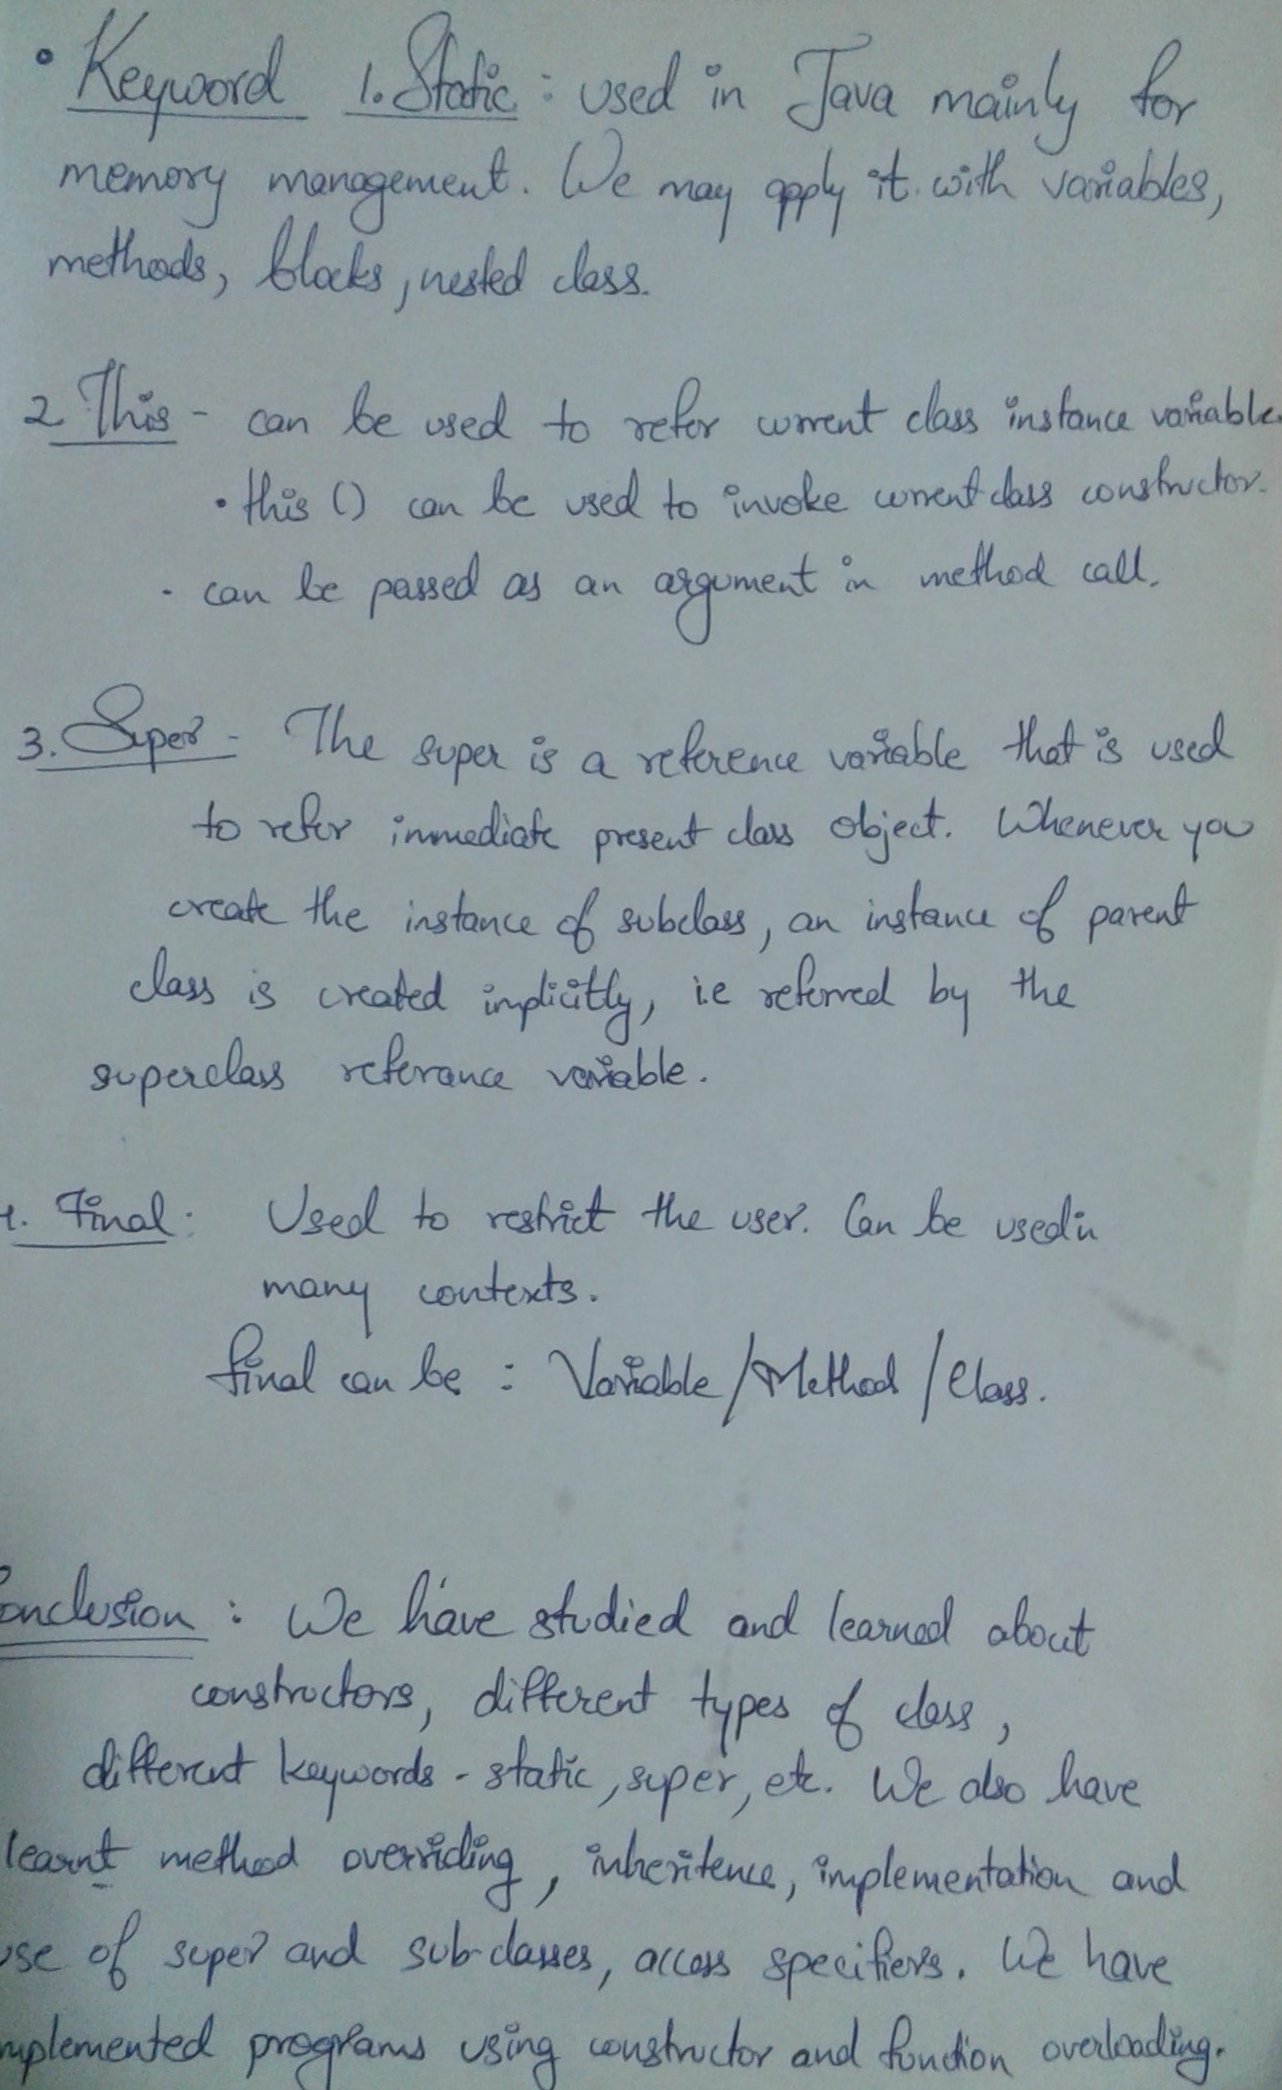 • Keyword 1. Static : used in Java mainly for
memory management. We may apply it with variables,
methods, blocks, nested class.
2 This - can be used to refer current class instance variable.
• this () can be used to invoke current class constructor.
· can be passed as an argument in method call.
3. Super - The super is a reference variable that is used
to refer immediate present class object. Whenever you
create the instance of subclass, an instance of parent
class is created implicitly, i.e referred by the
superclass referance variable.
4. Final : Used to restrict the user. Can be used in
many contexts.
final can be : Variable / Method / Class.
Conclusion : We have studied and learned about
constructors, different types of class,
different keywords - static, super, etc. We also have
learnt method overriding, inheritence, implementation and
use of super and sub-classes, access specifiers. We have
implemented programs using constructor and function overloading.